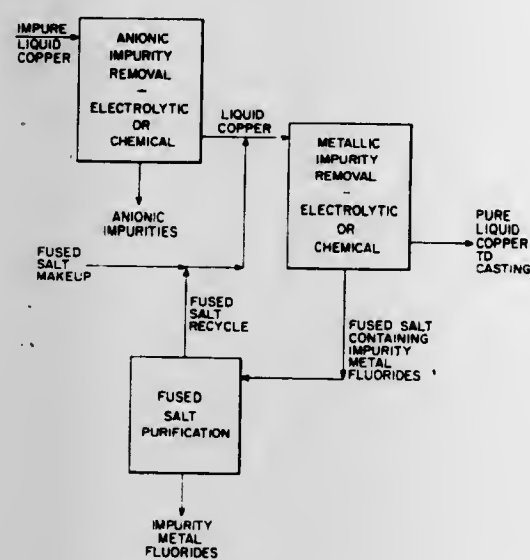 IMPURE
LIQUID
COPPER
ANIONIC
IMPURITY
REMOVAL
–
ELECTROLYTIC
OR
CHEMICAL
LIQUID
COPPER
METALLIC
IMPURITY
REMOVAL
–
ELECTROLYTIC
OR
CHEMICAL
PURE
LIQUID
COPPER
TD
CASTING
ANIONIC
IMPURITIES
FUSED
SALT
MAKEUP
FUSED
SALT
RECYCLE
FUSED SALT
CONTAINING
IMPURITY
METAL
FLUORIDES
FUSED
SALT
PURIFICATION
IMPURITY
METAL
FLUORIDES